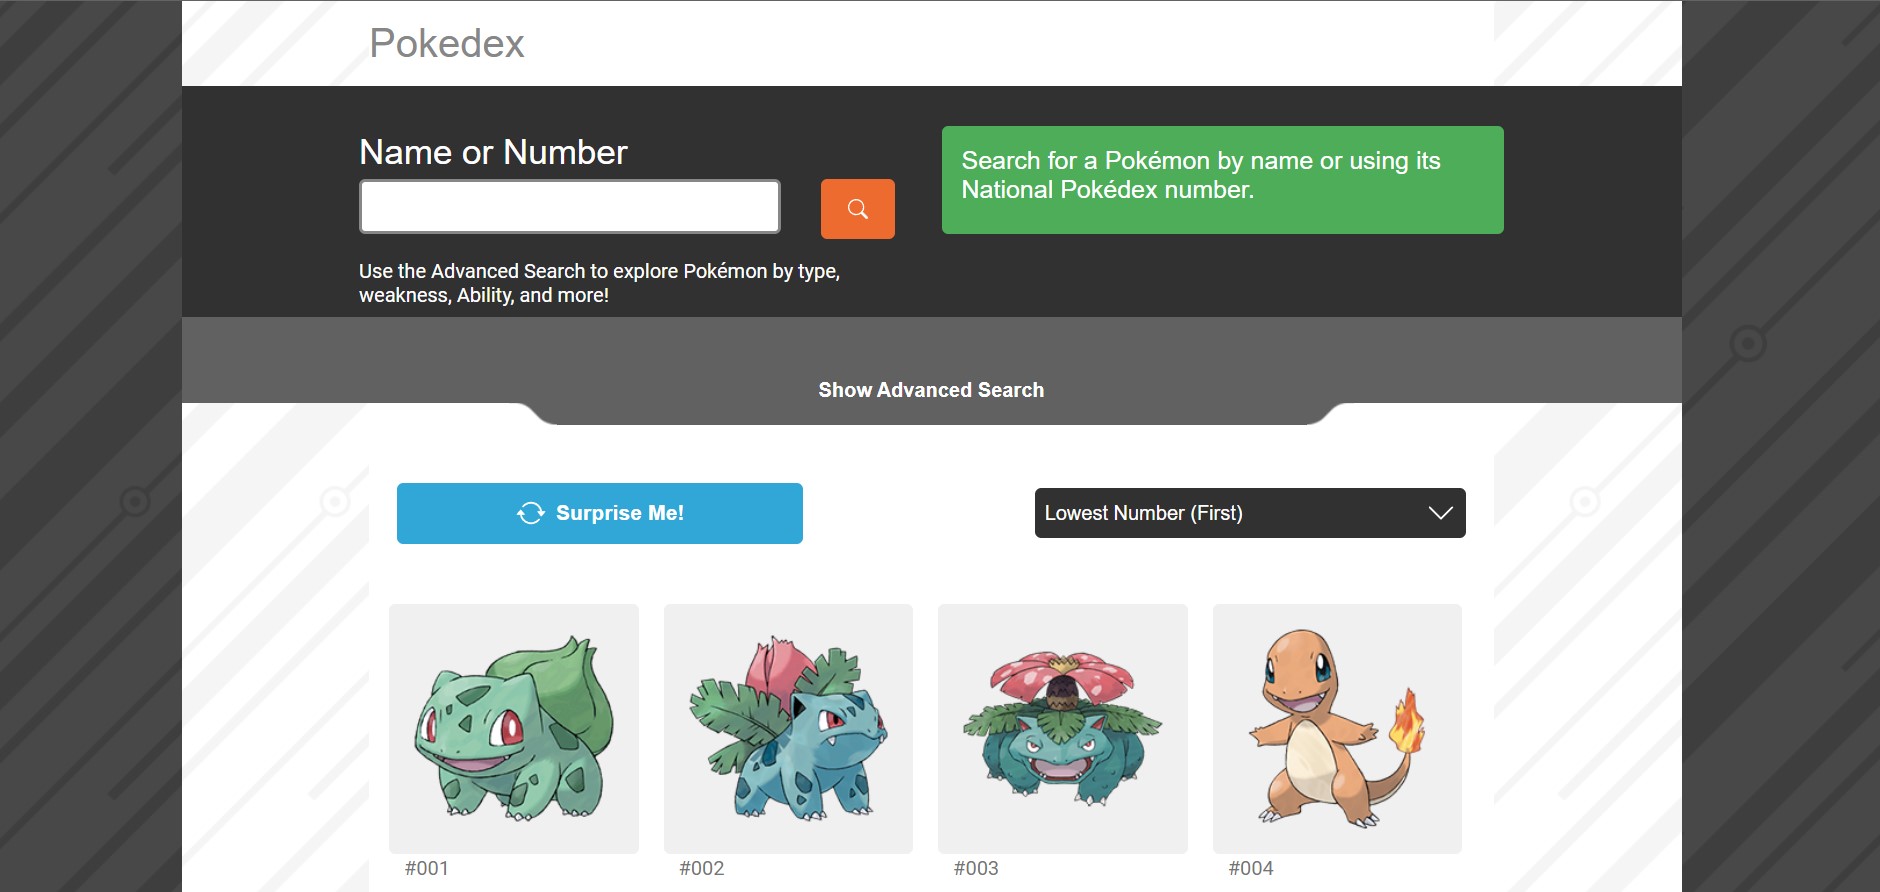 Pokedex
Name or Number
Search for a Pokémon by name or using its
National Pokédex number.
Use the Advanced Search to explore Pokémon by type,
weakness, Ability, and more!
Show Advanced Search
Surprise Me!
Lowest Number (First)
#001
#002
#003
#004